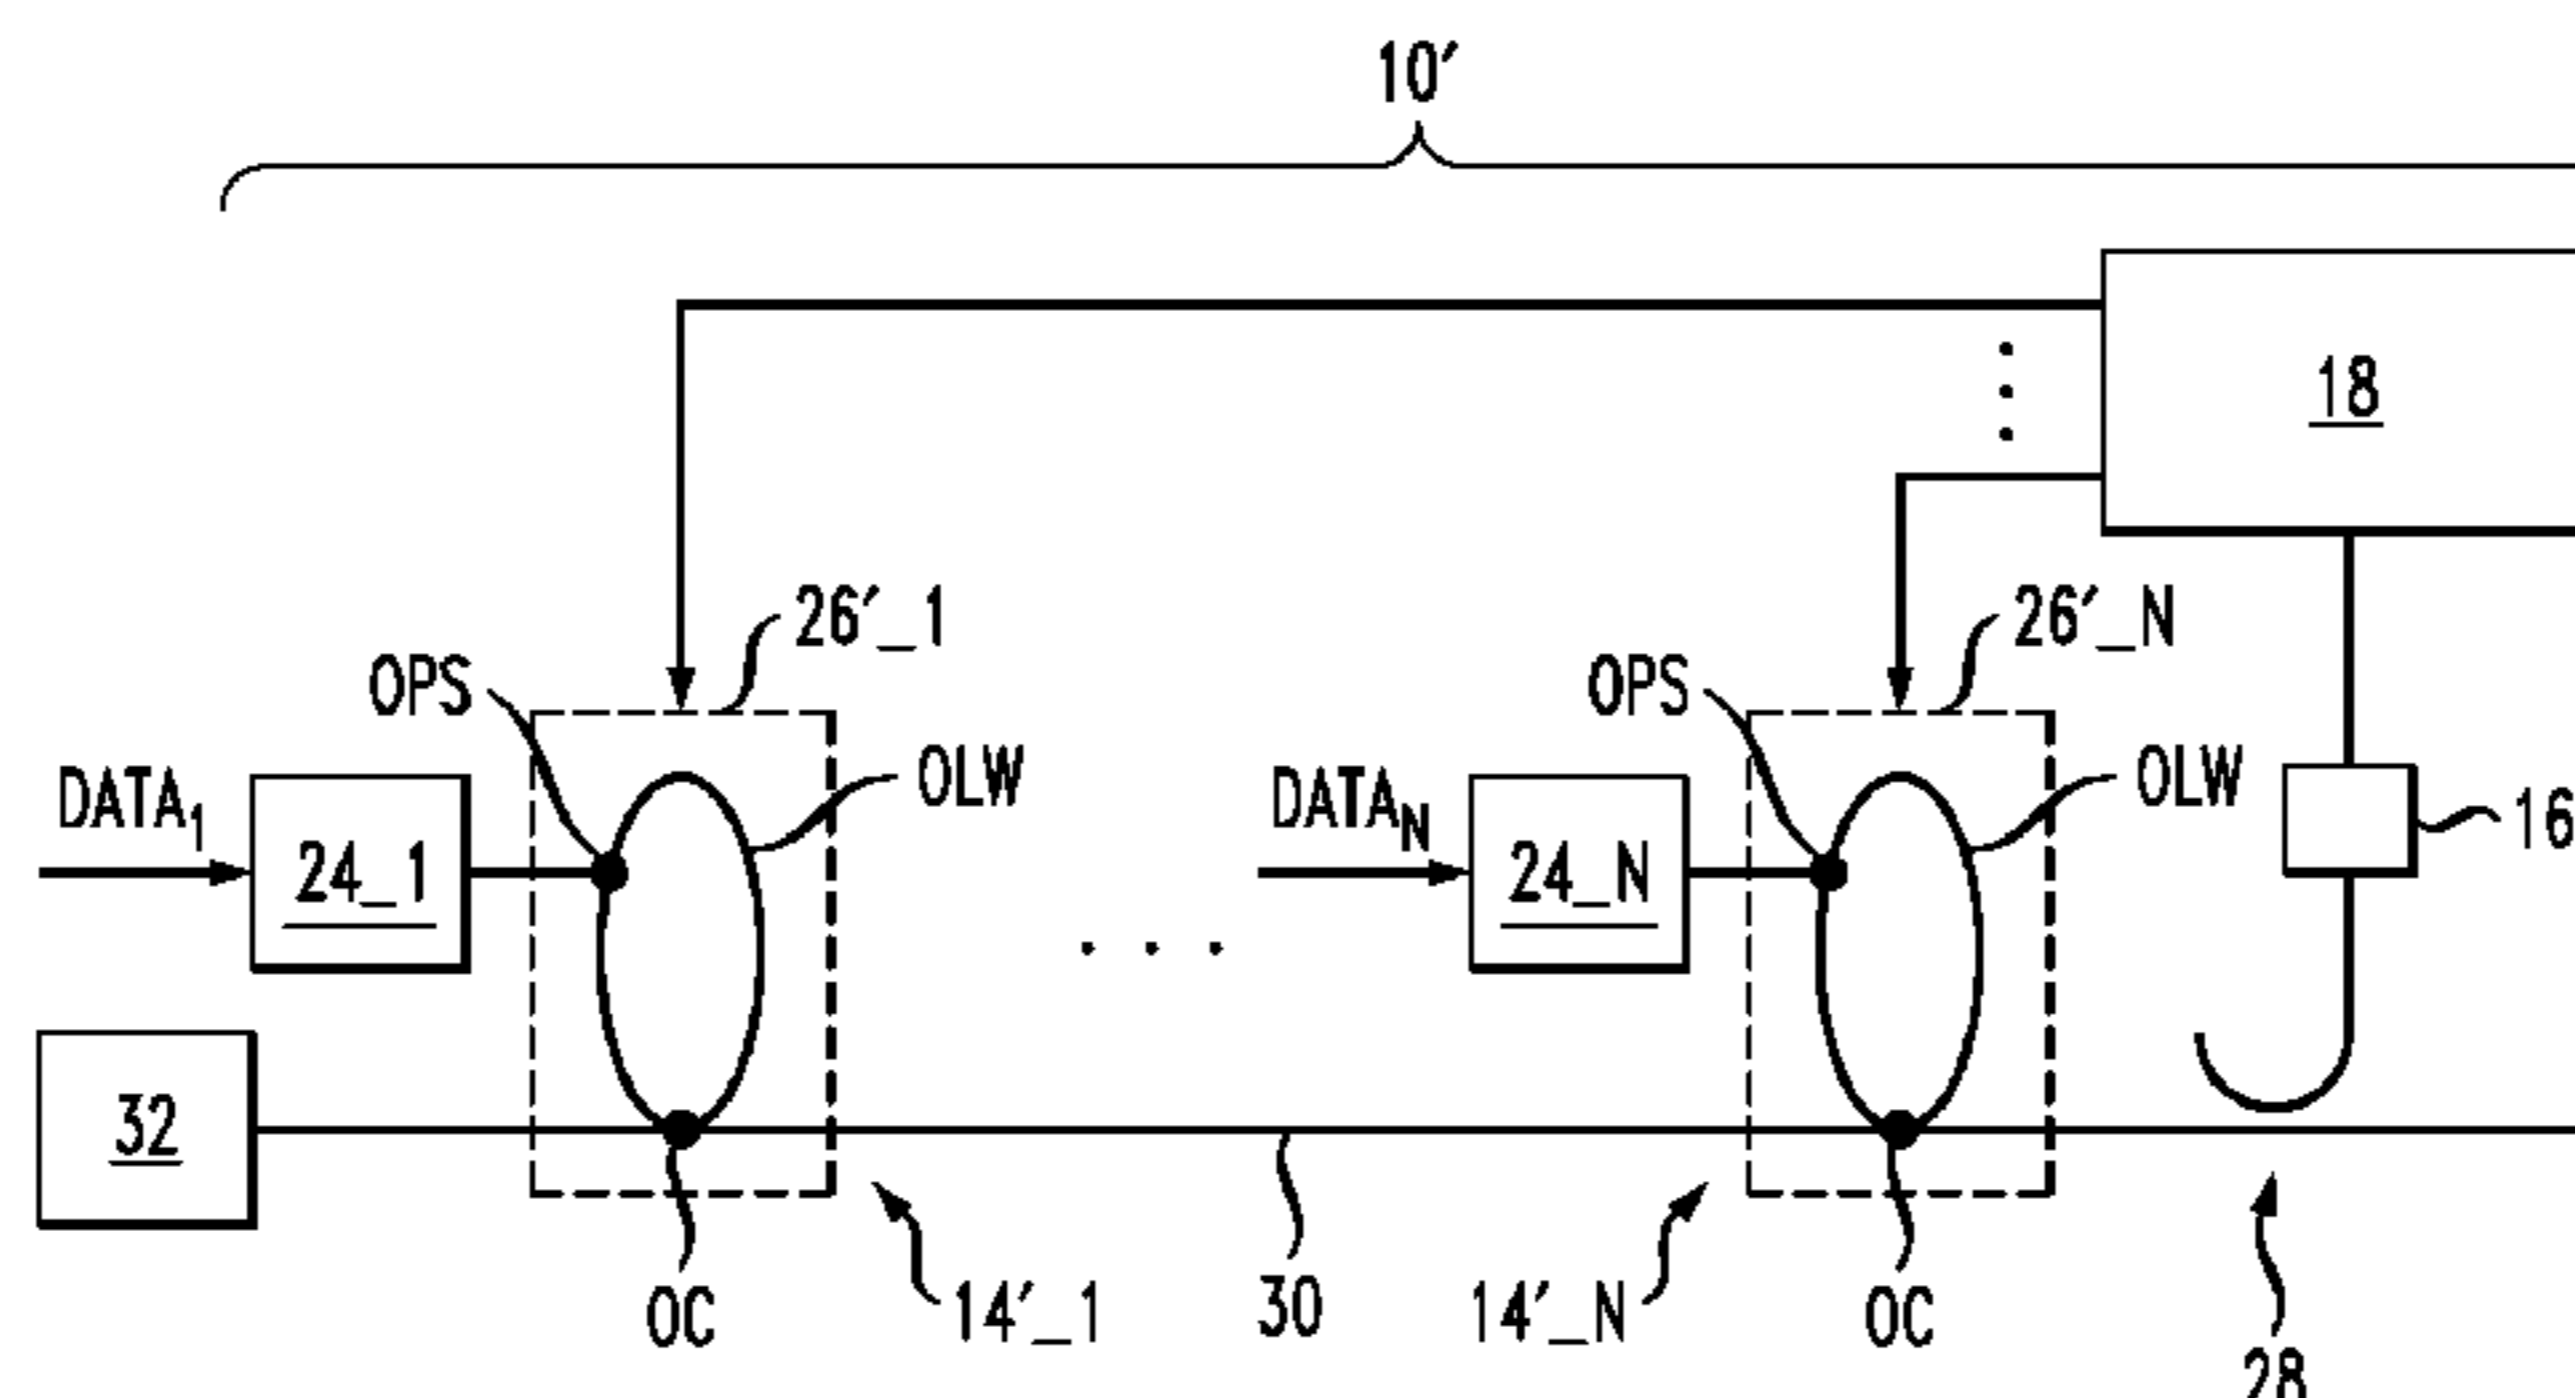 10′
18
26′_1
26′_N
OPS
OPS
OLW
OLW
DATA1
DATAN
16
24_1
24_N
32
OC
14′_1
30
14′_N
OC
28